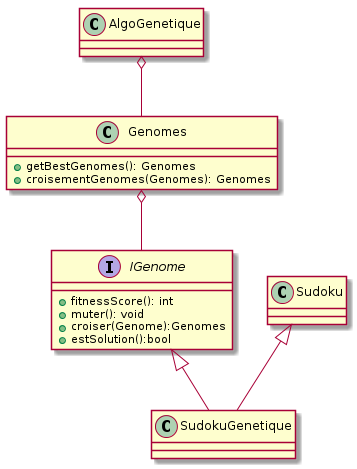 C AlgoGenetique
C Genomes
getBestGenomes(): Genomes
croisementGenomes(Genomes): Genomes
I IGenome
fitnessScore(): int
muter(): void
croiser(Genome):Genomes
estSolution():bool
C Sudoku
C SudokuGenetique